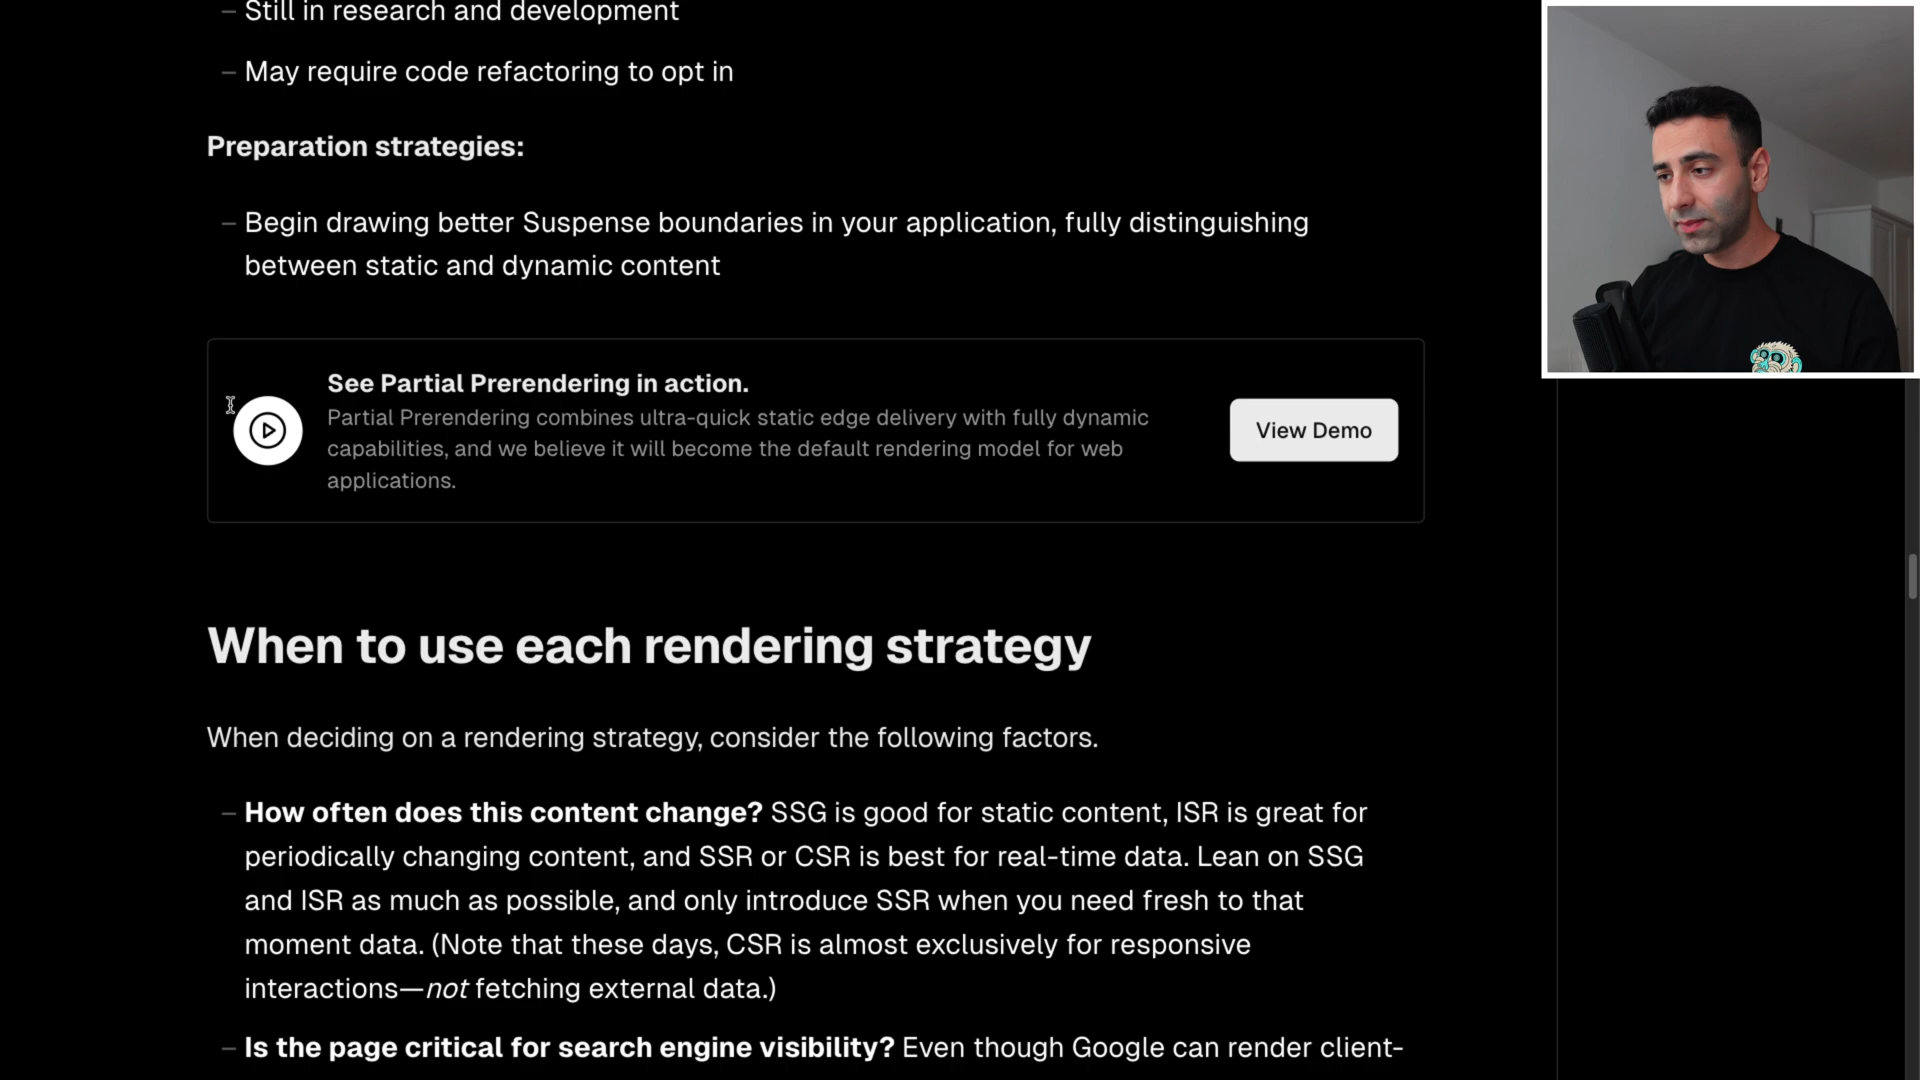 – Still in research and development
– May require code refactoring to opt in
Preparation strategies:
– Begin drawing better Suspense boundaries in your application, fully distinguishing
between static and dynamic content
See Partial Prerendering in action.
Partial Prerendering combines ultra-quick static edge delivery with fully dynamic
capabilities, and we believe it will become the default rendering model for web
applications.
View Demo
When to use each rendering strategy
When deciding on a rendering strategy, consider the following factors.
– How often does this content change? SSG is good for static content, ISR is great for
periodically changing content, and SSR or CSR is best for real-time data. Lean on SSG
and ISR as much as possible, and only introduce SSR when you need fresh to that
moment data. (Note that these days, CSR is almost exclusively for responsive
interactions—not fetching external data.)
– Is the page critical for search engine visibility? Even though Google can render client-